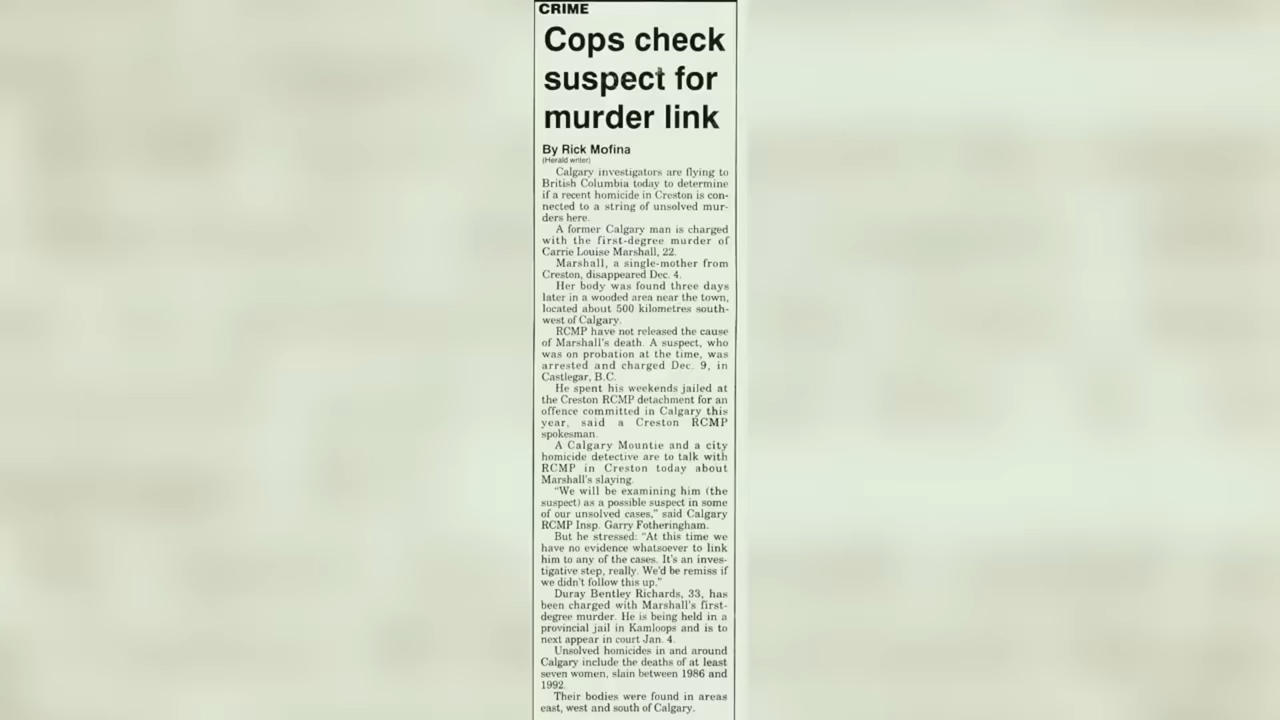 CRIME
Cops check
suspect for
murder link
By Rick Mofina
(Herald writer)
Calgary investigators are flying to
British Columbia today to determine
if a recent homicide in Creston is con-
nected to a string of unsolved mur-
ders here.
A former Calgary man is charged
with the first-degree murder of
Carrie Louise Marshall, 22.
Marshall, a single-mother from
Creston, disappeared Dec. 4.
Her body was found three days
later in a wooded area near the town,
located about 500 kilometres south-
west of Calgary.
RCMP have not released the cause
of Marshall's death. A suspect, who
was on probation at the time, was
arrested and charged Dec. 9, in
Castlegar, B.C.
He spent his weekends jailed at
the Creston RCMP detachment for an
offence committed in Calgary this
year, said a Creston RCMP
spokesman.
A Calgary Mountie and a city
homicide detective are to talk with
RCMP in Creston today about
Marshall's slaying.
"We will be examining him (the
suspect) as a possible suspect in some
of our unsolved cases," said Calgary
RCMP Insp. Garry Fotheringham.
But he stressed: "At this time we
have no evidence whatsoever to link
him to any of the cases. It's an inves-
tigative step, really. We'd be remiss if
we didn't follow this up."
Duray Bentley Richards, 33, has
been charged with Marshall's first-
degree murder. He is being held in a
provincial jail in Kamloops and is to
next appear in court Jan. 4.
Unsolved homicides in and around
Calgary include the deaths of at least
seven women, slain between 1986 and
1992.
Their bodies were found in areas
east, west and south of Calgary.